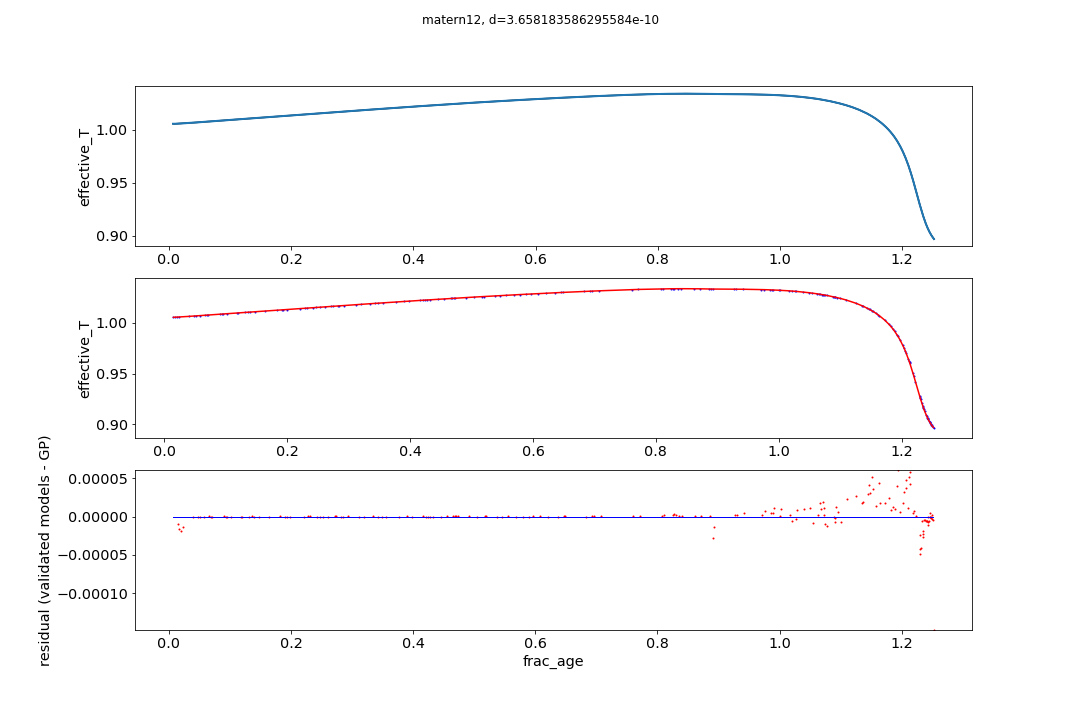 matern12, d=3.658183586295584e-10
effective_T
1.00
0.95
0.90
0.0 0.2 0.4 0.6 0.8 1.0 1.2
effective_T
1.00
0.95
0.90
0.0 0.2 0.4 0.6 0.8 1.0 1.2
residual (validated models - GP)
0.00005
0.00000
−0.00005
−0.00010
0.0 0.2 0.4 0.6 0.8 1.0 1.2
frac_age